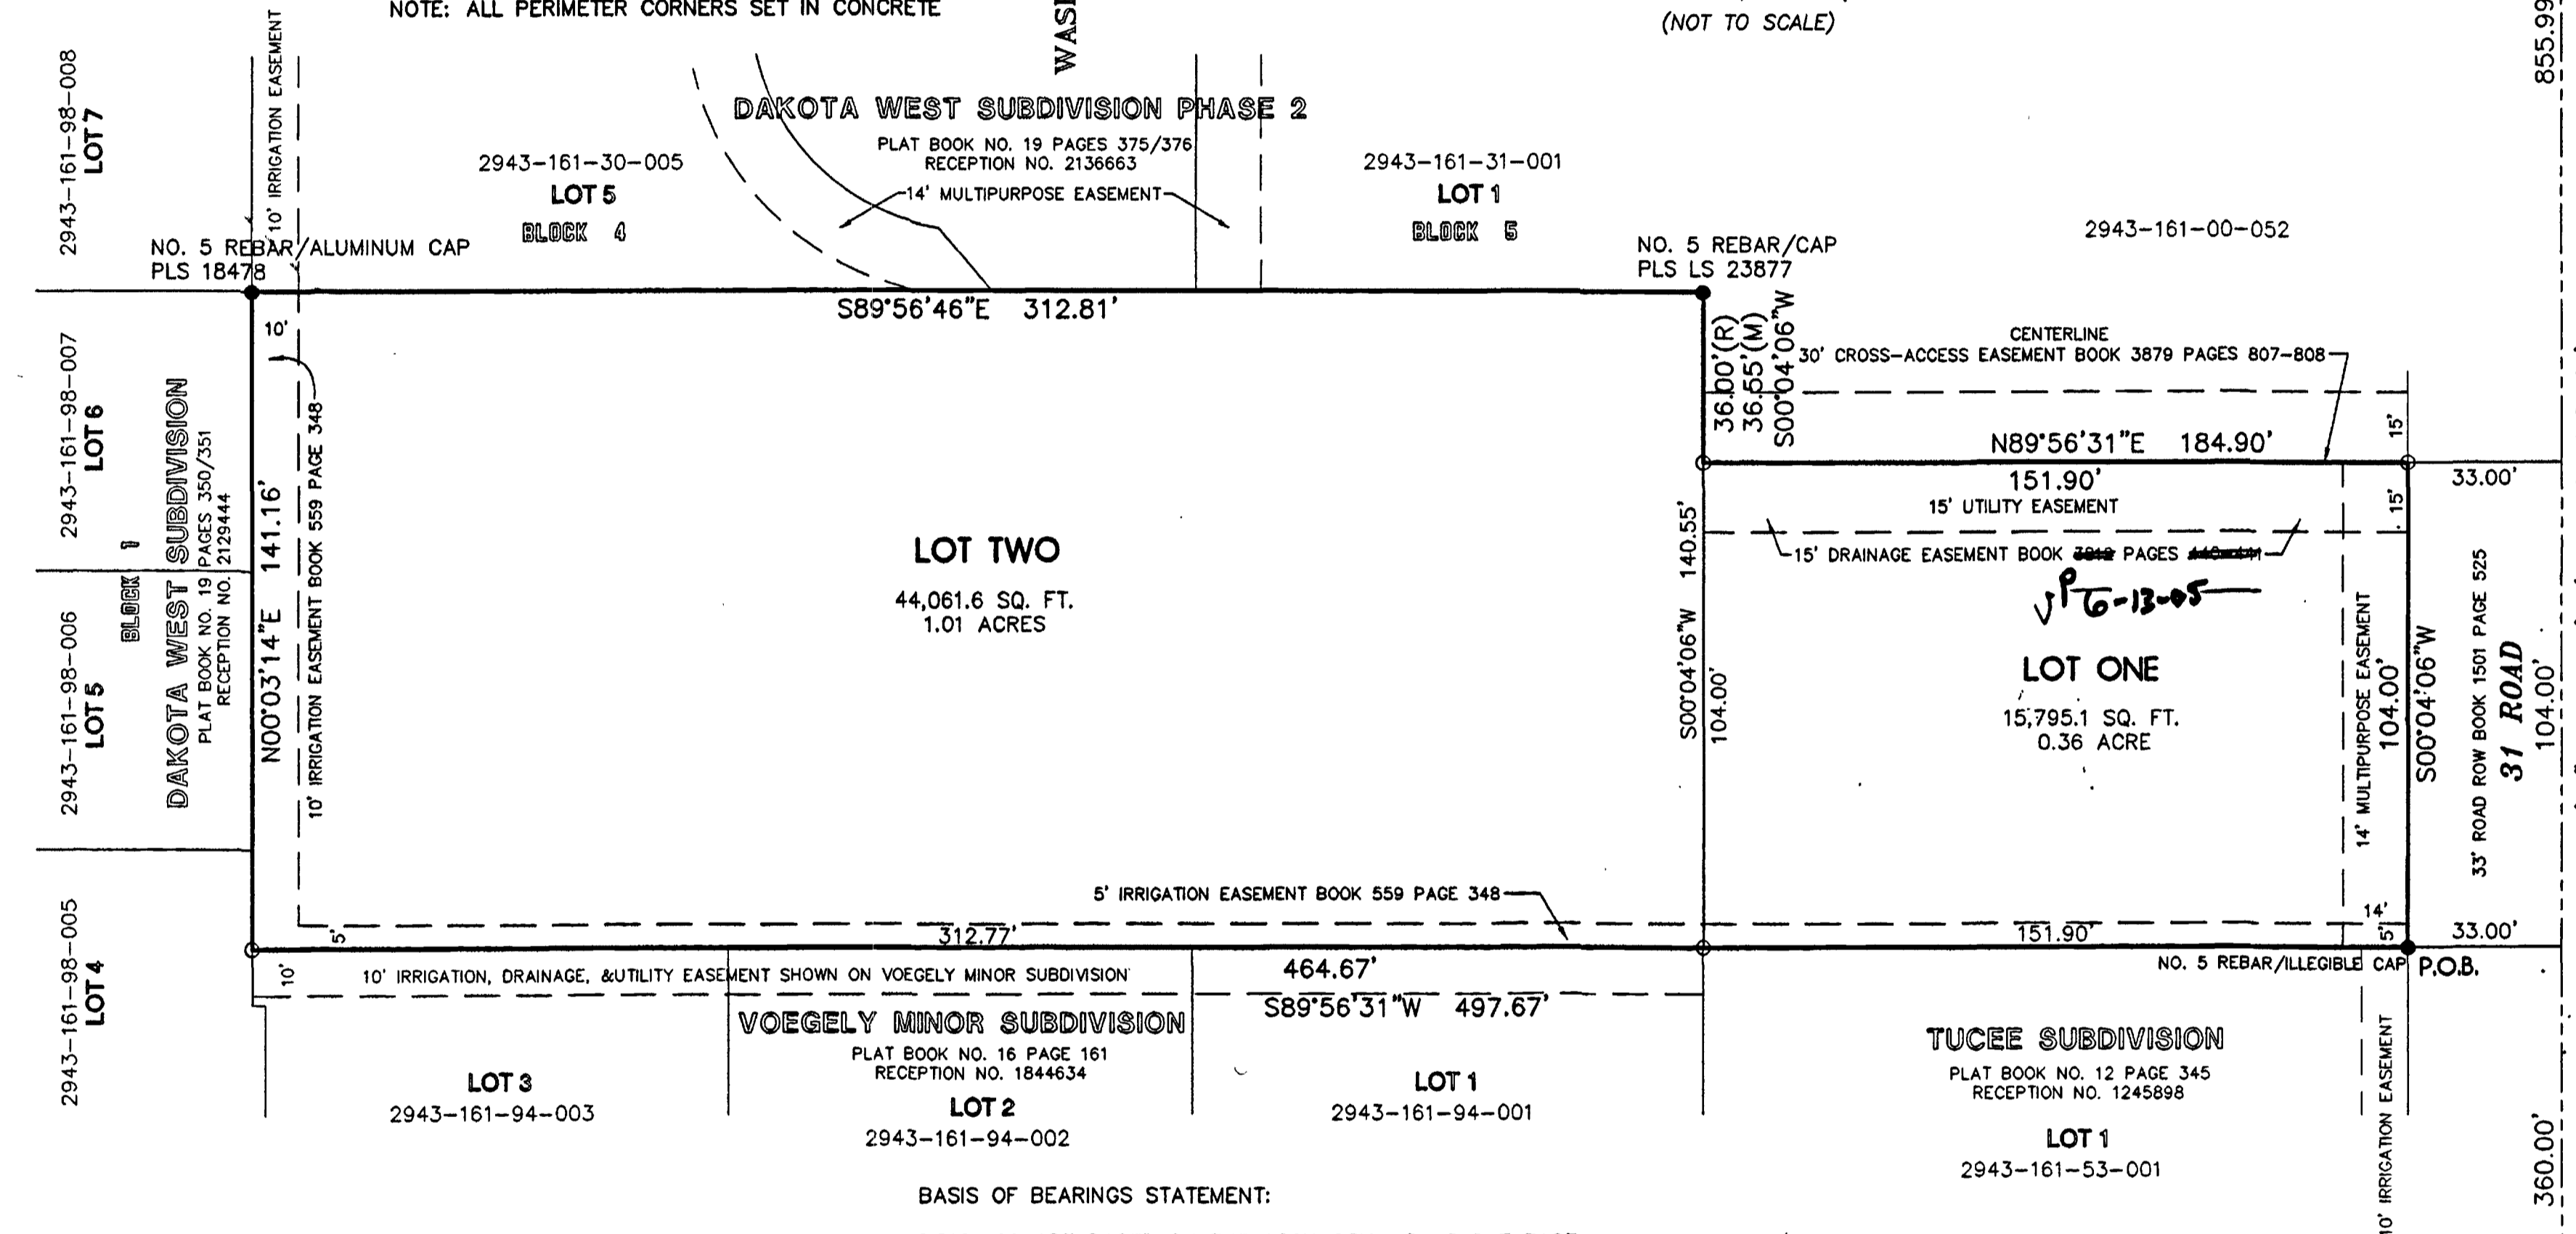 NOTE: ALL PERIMETER CORNERS SET IN CONCRETE
(NOT TO SCALE)
855.99
10' IRRIGATION EASEMENT
2943-161-98-008
LOT 7
DAKOTA WEST SUBDIVISION PHASE 2
PLAT BOOK NO. 19 PAGES 375/376
RECEPTION NO. 2136663
14' MULTIPURPOSE EASEMENT
2943-161-30-005
LOT 5
BLOCK 4
2943-161-31-001
LOT 1
BLOCK 5
2943-161-00-052
NO. 5 REBAR/ALUMINUM CAP
PLS 18478
NO. 5 REBAR/CAP
PLS LS 23877
S89°56'46"E 312.81'
36.00'(R)
36.55'(M)
S00°04'06"W
CENTERLINE
30' CROSS-ACCESS EASEMENT BOOK 3879 PAGES 807-808
15'
N89°56'31"E 184.90'
151.90'
33.00'
15' UTILITY EASEMENT
15'
15' DRAINAGE EASEMENT BOOK PAGES
6-13-05
10'
2943-161-98-007
LOT 6
2943-161-98-006
LOT 5
2943-161-98-005
LOT 4
BLOCK 1
DAKOTA WEST SUBDIVISION
PLAT BOOK NO. 19 PAGES 350/351
RECEPTION NO. 2129444
N00°03'14"E 141.16'
10' IRRIGATION EASEMENT BOOK 559 PAGE 348
LOT TWO
44,061.6 SQ. FT.
1.01 ACRES
S00°04'06"W 140.55'
104.00'
LOT ONE
15,795.1 SQ. FT.
0.36 ACRE
14' MULTIPURPOSE EASEMENT
104.00'
S00°04'06"W
33' ROAD ROW BOOK 1501 PAGE 525
31 ROAD
104.00'
5' IRRIGATION EASEMENT BOOK 559 PAGE 348
5'
312.77'
151.90'
14'
5'
33.00'
10'
10' IRRIGATION, DRAINAGE, &UTILITY EASEMENT SHOWN ON VOEGELY MINOR SUBDIVISION
464.67'
S89°56'31"W 497.67'
NO. 5 REBAR/ILLEGIBLE CAP
P.O.B.
VOEGELY MINOR SUBDIVISION
PLAT BOOK NO. 16 PAGE 161
RECEPTION NO. 1844634
LOT 3
2943-161-94-003
LOT 2
2943-161-94-002
LOT 1
2943-161-94-001
TUCEE SUBDIVISION
PLAT BOOK NO. 12 PAGE 345
RECEPTION NO. 1245898
LOT 1
2943-161-53-001
10' IRRIGATION EASEMENT
360.00'
BASIS OF BEARINGS STATEMENT: